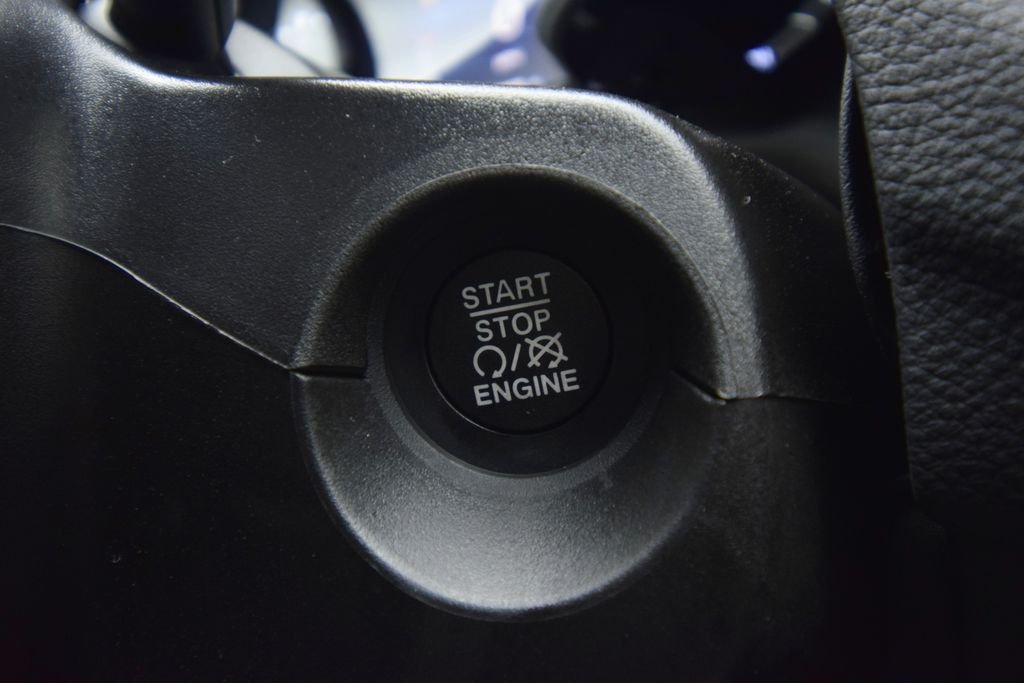 START
STOP
/
ENGINE